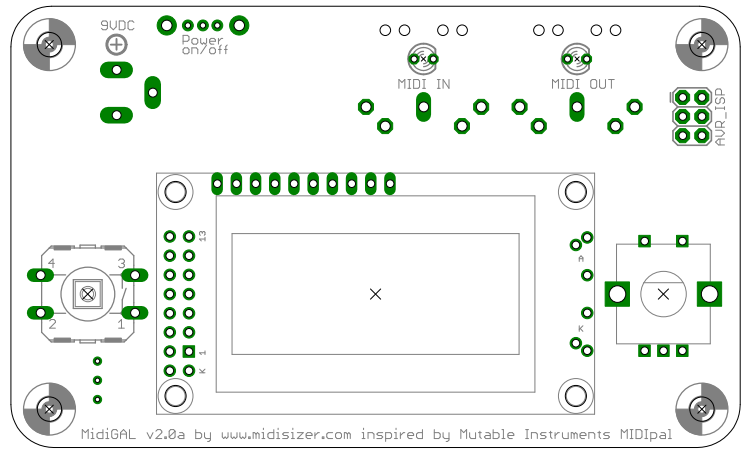 9VDC
Power
on/off
MIDI IN
MIDI OUT
AVR_ISP
13
A
4
3
K
2
1
1
K
MidiGAL v2.0a by www.midisizer.com inspired by Mutable Instruments MIDIpal